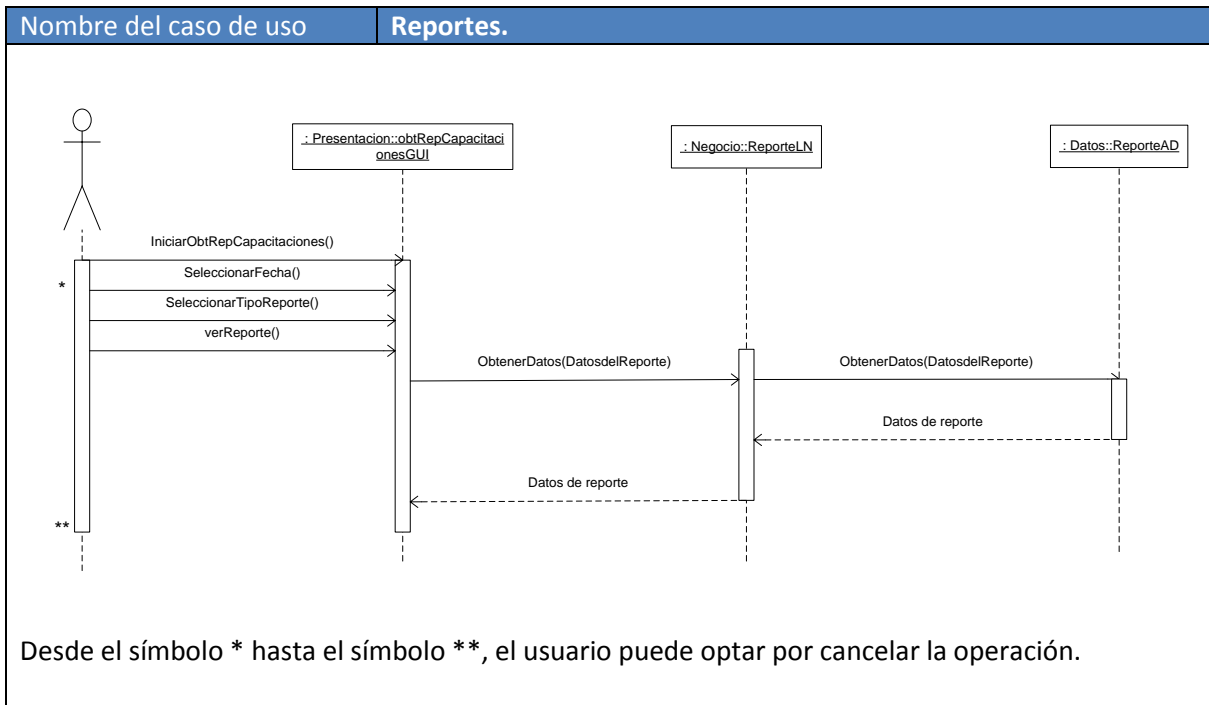 Nombre del caso de uso
Reportes.
: Presentacion::obtRepCapacitaci
onesGUI
: Negocio::ReporteLN
: Datos::ReporteAD
IniciarObtRepCapacitaciones()
SeleccionarFecha()
*
SeleccionarTipoReporte()
verReporte()
ObtenerDatos(DatosdelReporte)
ObtenerDatos(DatosdelReporte)
Datos de reporte
Datos de reporte
**
Desde el símbolo * hasta el símbolo **, el usuario puede optar por cancelar la operación.